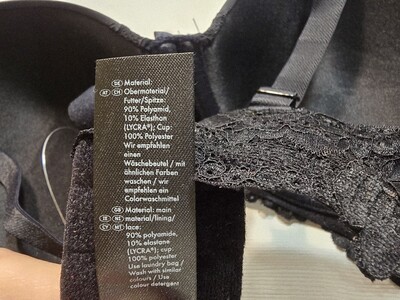 DE Material:
AT CH Obermaterial/
Futter/Spitze:
90% Polyamid,
10% Elasthan
(LYCRA®); Cup:
100% Polyester
Wir empfehlen
einen
Wäschebeutel / mit
ähnlichen Farben
waschen / wir
empfehlen ein
Colorwaschmittel
GB Material: main
IE NI material/lining/
CY MT lace:
90% polyamide,
10% elastane
(LYCRA®); cup:
100% polyester
Use laundry bag /
Wash with similar
colours / Use
colour detergent